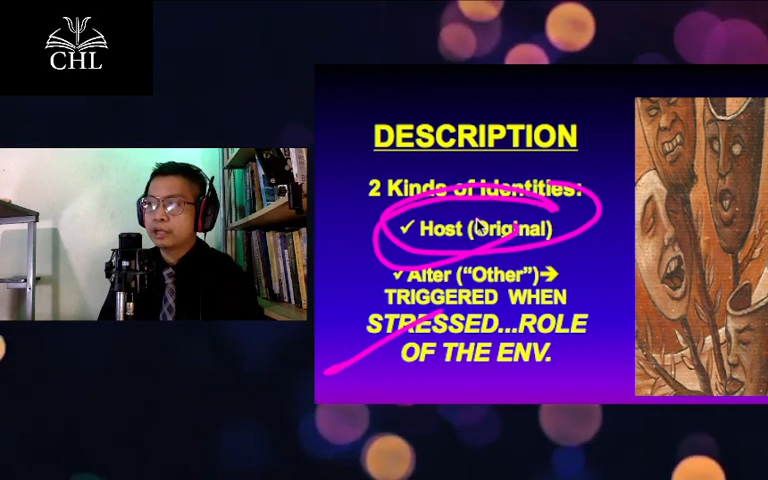 CHL
DESCRIPTION
2 Kinds of Identities:
✓ Host (Original)
✓ Alter ("Other")→
TRIGGERED WHEN
STRESSED...ROLE
OF THE ENV.